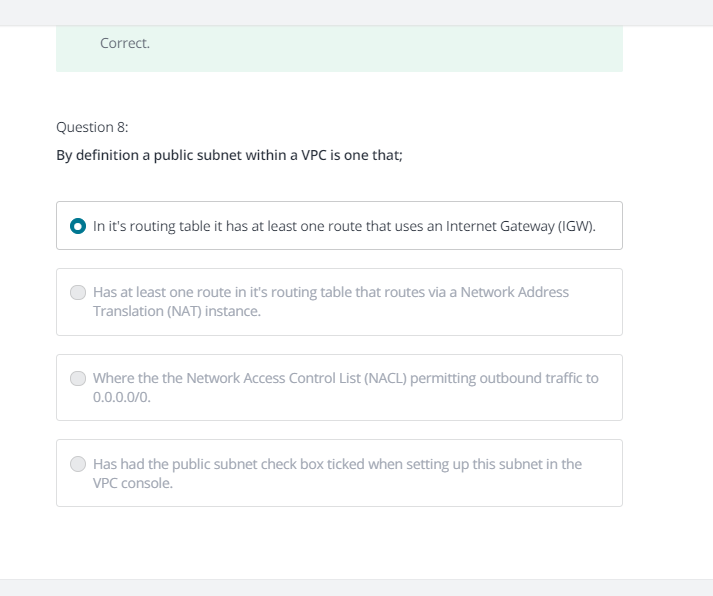 Correct.
Question 8:
By definition a public subnet within a VPC is one that;
In it's routing table it has at least one route that uses an Internet Gateway (IGW).
Has at least one route in it's routing table that routes via a Network Address
Translation (NAT) instance.
Where the the Network Access Control List (NACL) permitting outbound traffic to
0.0.0.0/0.
Has had the public subnet check box ticked when setting up this subnet in the
VPC console.